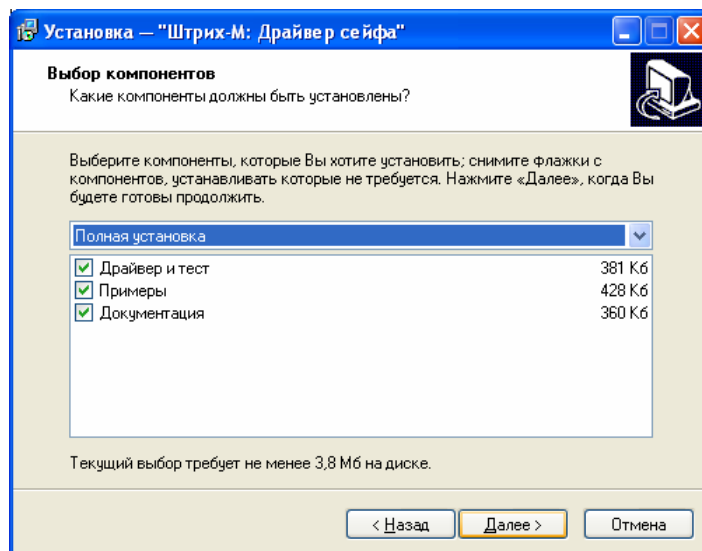 Установка — "Штрих-М: Драйвер сейфа"
Выбор компонентов
Какие компоненты должны быть установлены?
Выберите компоненты, которые Вы хотите установить; снимите флажки с
компонентов, устанавливать которые не требуется. Нажмите «Далее», когда Вы
будете готовы продолжить.
Полная установка
Драйвер и тест 381 Кб
Примеры 428 Кб
Документация 360 Кб
Текущий выбор требует не менее 3,8 Мб на диске.
< Назад Далее > Отмена